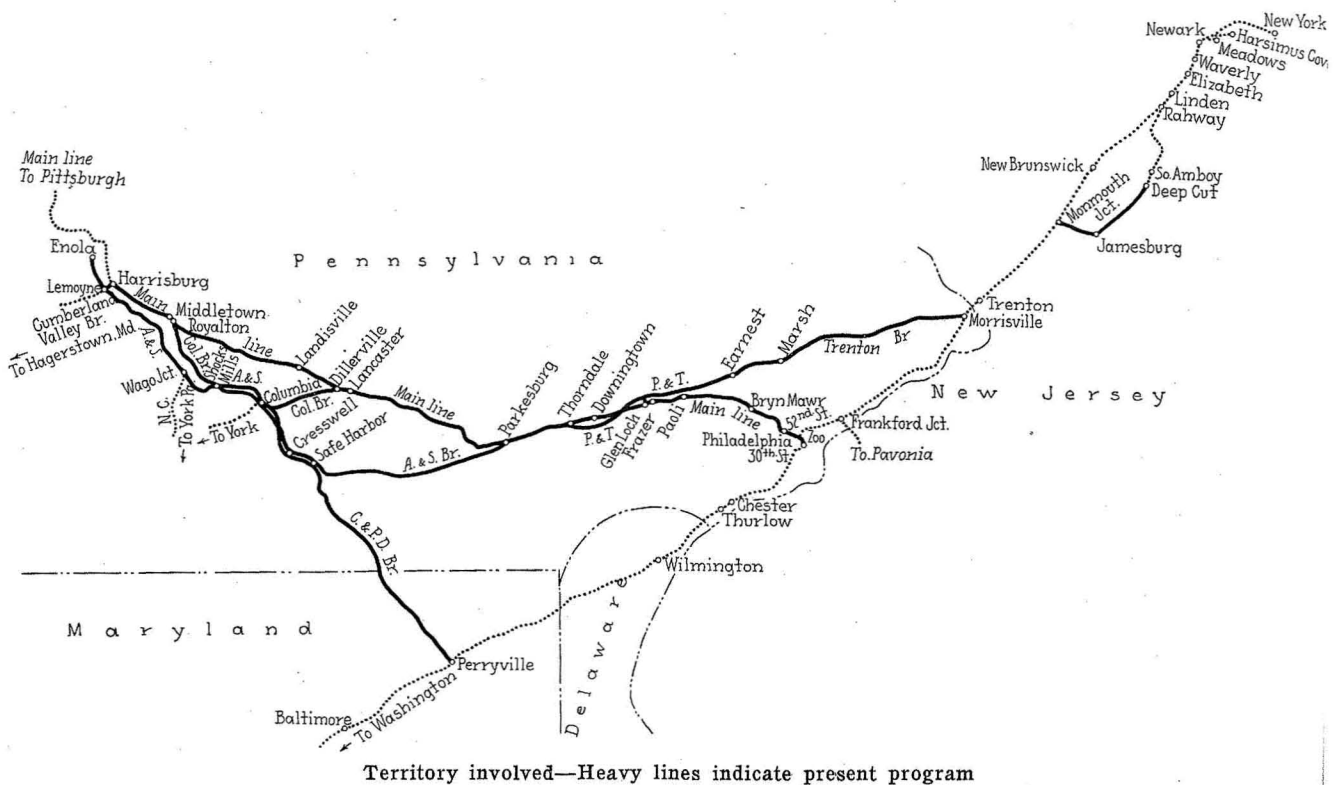 New York
Newark
Harsimus Cov
Meadows
Waverly
Elizabeth
Linden
Rahway
Main line
To Pittsburgh
New Brunswick
So. Amboy
Deep Cut
Monmouth
Jct.
Jamesburg
Enola
Pennsylvania
Lemoyne
Harrisburg
Cumberland
Valley Br.
To Hagerstown, Md.
Main
line
Middletown
Royalton
Landisville
Dillerville
Lancaster
A.&S.
Col. Br.
Shocks
Mills
A.&S.
Columbia
Col. Br.
Wago Jct.
N.C.
To York
To York
Cresswell
Safe Harbor
Main line
A.&S. Br.
Parkesburg
Thorndale
Downingtown
P.&T.
P.&T.
Glen Loch
Frazer
Paoli
Earnest
Marsh
Trenton Br
Trenton
Morrisville
Main line
Bryn Mawr
52nd St.
Zoo
Philadelphia
30th St.
Frankford Jct.
To Pavonia
New Jersey
Chester
Thurlow
Wilmington
C.&P.D. Br.
Maryland
Delaware
Perryville
Baltimore
To Washington
Territory involved—Heavy lines indicate present program